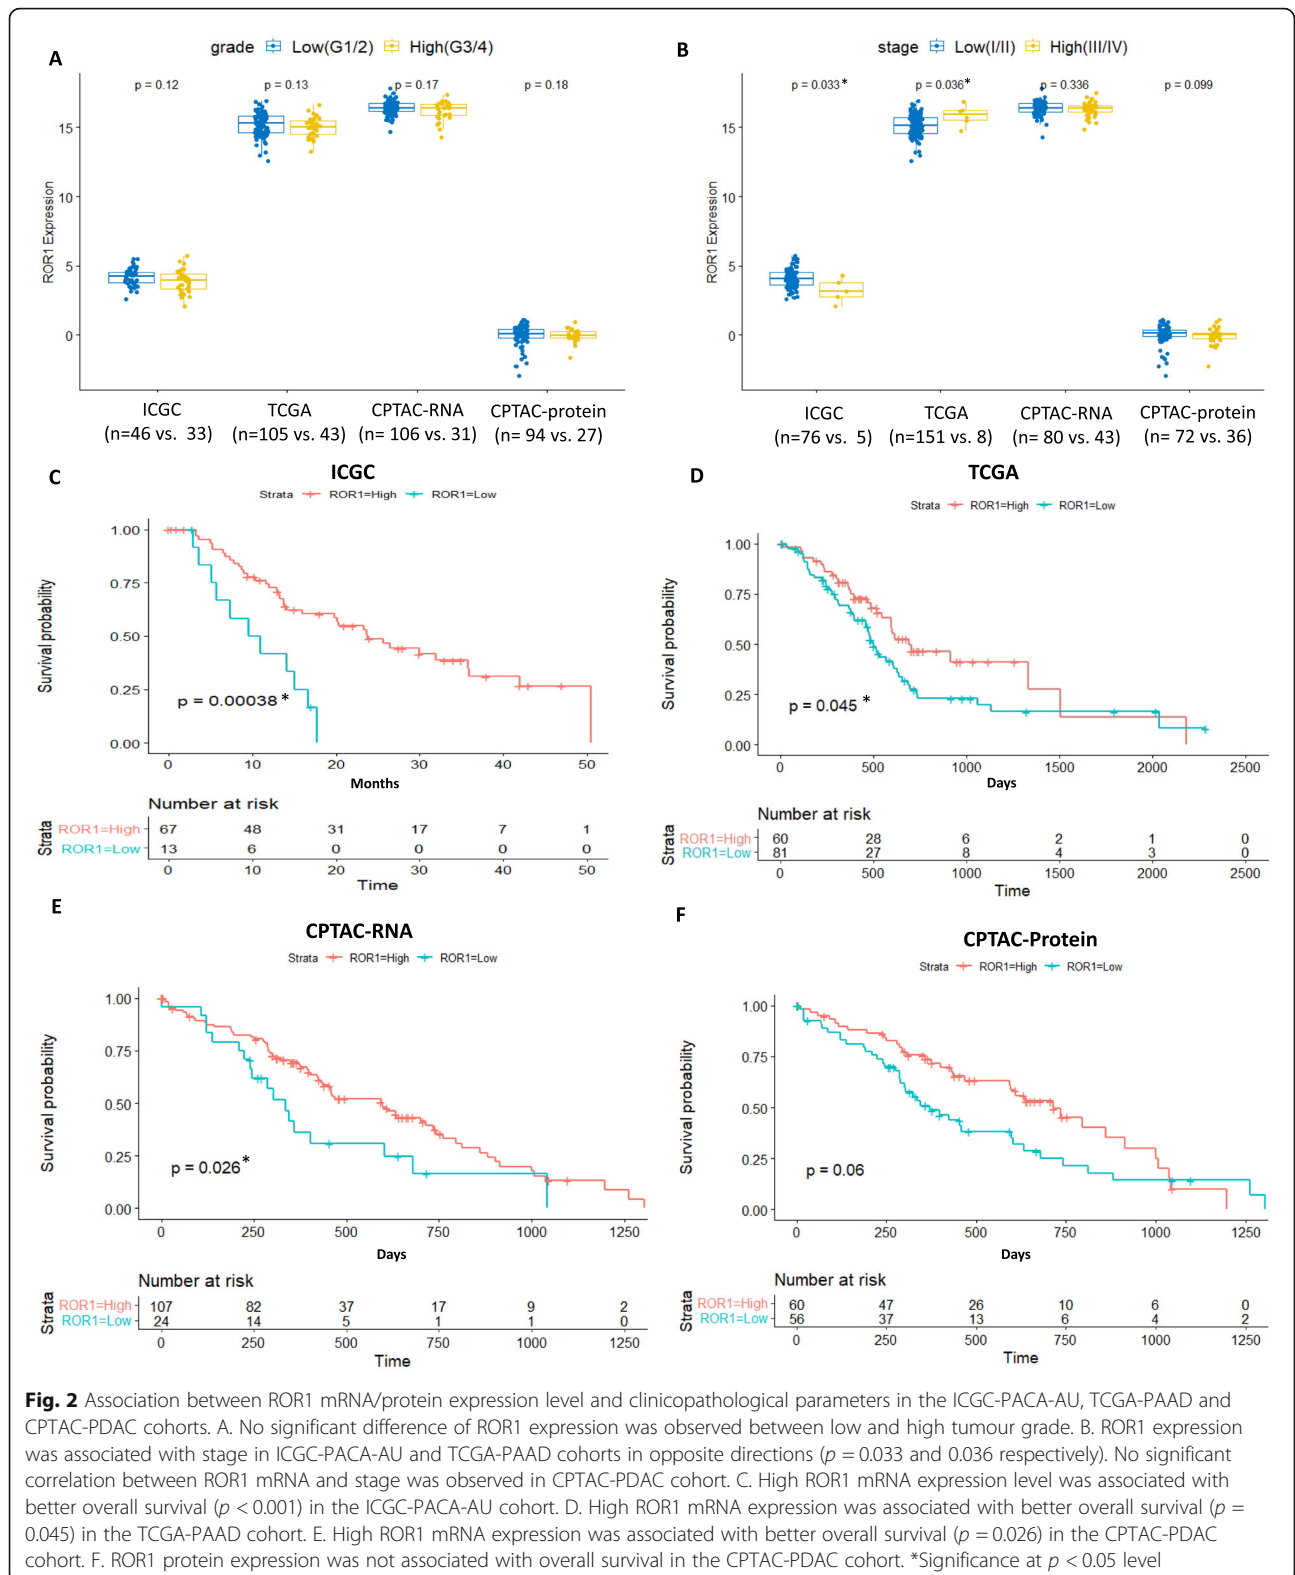 A
grade Low(G1/2) High(G3/4)
p = 0.12 p = 0.13 p = 0.17 p = 0.18
ROR1 Expression
15
10
5
0
ICGC TCGA CPTAC-RNA CPTAC-protein
(n=46 vs. 33) (n=105 vs. 43) (n= 106 vs. 31) (n= 94 vs. 27)
B
stage Low(I/II) High(III/IV)
p = 0.033* p = 0.036* p = 0.336 p = 0.099
ROR1 Expression
15
10
5
0
ICGC TCGA CPTAC-RNA CPTAC-protein
(n=76 vs. 5) (n=151 vs. 8) (n= 80 vs. 43) (n= 72 vs. 36)
C
ICGC
Strata ROR1=High ROR1=Low
Survival probability
1.00
0.75
0.50
0.25
0.00
p = 0.00038 *
0 10 20 30 40 50
Months
Number at risk
Strata
ROR1=High 67 48 31 17 7 1
ROR1=Low 13 6 0 0 0 0
0 10 20 30 40 50
Time
D
TCGA
Strata ROR1=High ROR1=Low
Survival probability
1.00
0.75
0.50
0.25
0.00
p = 0.045 *
0 500 1000 1500 2000 2500
Days
Number at risk
Strata
ROR1=High 60 28 6 2 1 0
ROR1=Low 81 27 8 4 3 0
0 500 1000 1500 2000 2500
Time
E
CPTAC-RNA
Strata ROR1=High ROR1=Low
Survival probability
1.00
0.75
0.50
0.25
0.00
p = 0.026*
0 250 500 750 1000 1250
Days
Number at risk
Strata
ROR1=High 107 82 37 17 9 2
ROR1=Low 24 14 5 1 1 0
0 250 500 750 1000 1250
Time
F
CPTAC-Protein
Strata ROR1=High ROR1=Low
Survival probability
1.00
0.75
0.50
0.25
0.00
p = 0.06
0 250 500 750 1000 1250
Days
Number at risk
Strata
ROR1=High 60 47 26 10 6 0
ROR1=Low 56 37 13 6 4 2
0 250 500 750 1000 1250
Time
Fig. 2 Association between ROR1 mRNA/protein expression level and clinicopathological parameters in the ICGC-PACA-AU, TCGA-PAAD and
CPTAC-PDAC cohorts. A. No significant difference of ROR1 expression was observed between low and high tumour grade. B. ROR1 expression
was associated with stage in ICGC-PACA-AU and TCGA-PAAD cohorts in opposite directions (p = 0.033 and 0.036 respectively). No significant
correlation between ROR1 mRNA and stage was observed in CPTAC-PDAC cohort. C. High ROR1 mRNA expression level was associated with
better overall survival (p < 0.001) in the ICGC-PACA-AU cohort. D. High ROR1 mRNA expression was associated with better overall survival (p =
0.045) in the TCGA-PAAD cohort. E. High ROR1 mRNA expression was associated with better overall survival (p = 0.026) in the CPTAC-PDAC
cohort. F. ROR1 protein expression was not associated with overall survival in the CPTAC-PDAC cohort. *Significance at p < 0.05 level